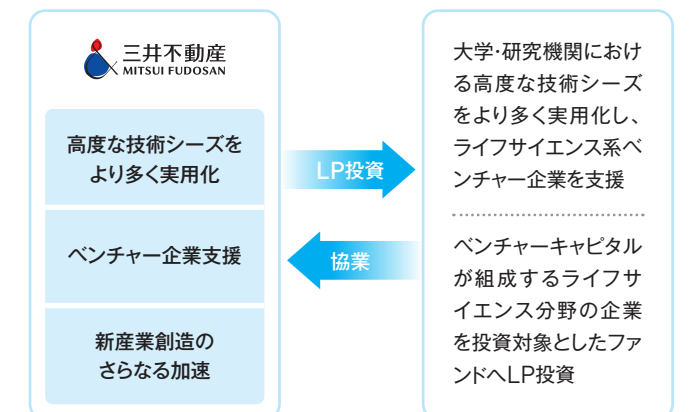 三井不動産
MITSUI FUDOSAN
高度な技術シーズを
より多く実用化
ベンチャー企業支援
新産業創造の
さらなる加速
LP投資
協業
大学・研究機関におけ
る高度な技術シーズ
をより多く実用化し、
ライフサイエンス系ベ
ンチャー企業を支援
ベンチャーキャピタル
が組成するライフサ
イエンス分野の企業
を投資対象としたファ
ンドへLP投資